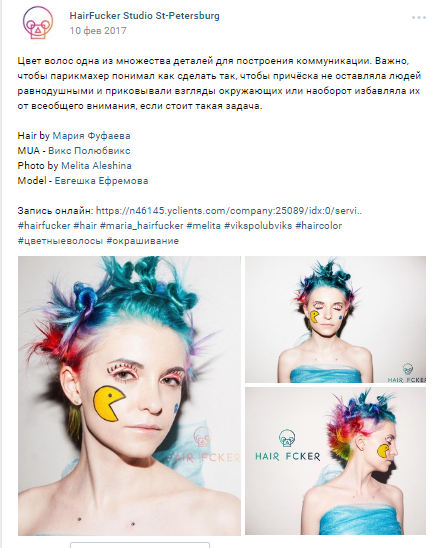 HairFucker Studio St-Petersburg
10 фев 2017
Цвет волос одна из множества деталей для построения коммуникации. Важно,
чтобы парикмахер понимал как сделать так, чтобы причёска не оставляла людей
равнодушными и приковывали взгляды окружающих или наоборот избавляла их
от всеобщего внимания, если стоит такая задача.
Hair by Мария Фуфаева
MUA - Викс Полюбвикс
Photo by Melita Aleshina
Model - Евгешка Ефремова
Запись онлайн: https://n46145.yclients.com/company:25089/idx:0/servi..
#hairfucker #hair #maria_hairfucker #melita #vikspolubviks #haircolor
#цветныеволосы #окрашивание
HAIR FCKER
HAIR FCKER
HAIR FCKER